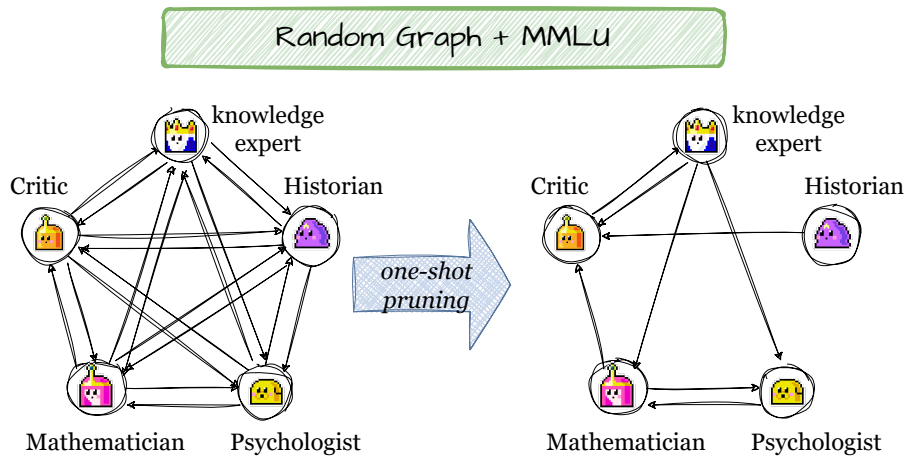 Random Graph + MMLU
knowledge
expert
Critic
Historian
Mathematician
Psychologist
one-shot
pruning
knowledge
expert
Critic
Historian
Mathematician
Psychologist